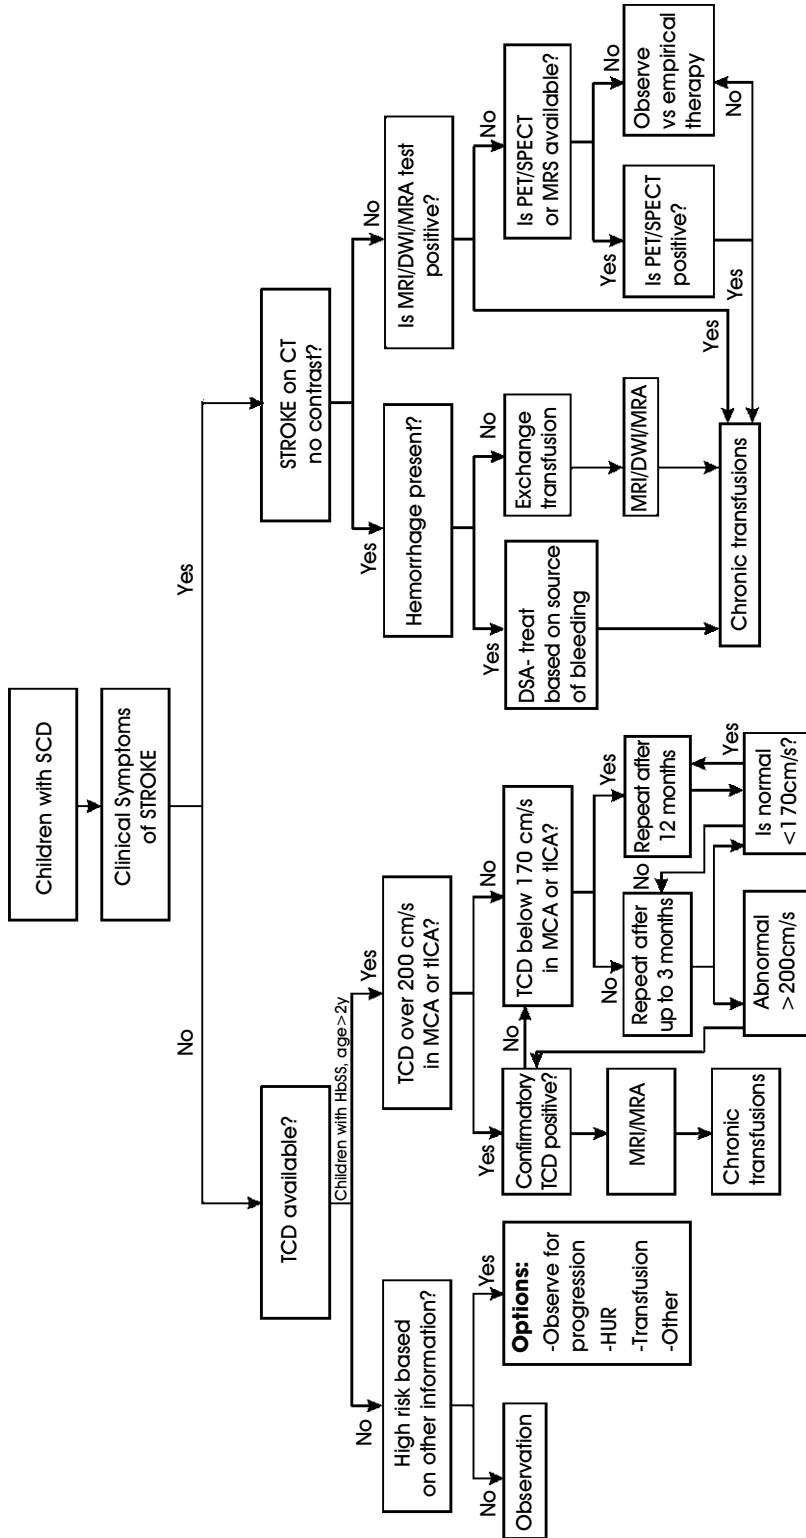 Children with SCD
Clinical Symptoms
of STROKE
No
Yes
TCD available?
STROKE on CT
no contrast?
Children with HbSS, age>2y
No
Yes
Yes
No
High risk based
on other information?
TCD over 200 cm/s
in MCA or tICA?
Hemorrhage present?
Is MRI/DWI/MRA test
positive?
No
Yes
Yes
No
Yes
No
Yes
No
Observation
Options:
-Observe for
progression
-HUR
-Transfusion
-Other
Confirmatory
TCD positive?
No
TCD below 170 cm/s
in MCA or tICA?
DSA- treat
based on source
of bleeding
Exchange
transfusion
Is PET/SPECT
or MRS available?
No
Yes
Yes
No
MRI/MRA
Repeat after
up to 3 months
No
Repeat after
12 months
MRI/DWI/MRA
Is PET/SPECT
positive?
Observe
vs empirical
therapy
Chronic
transfusions
Abnormal
>200cm/s
Yes
Is normal
<170cm/s?
Yes
Yes
No
Chronic transfusions